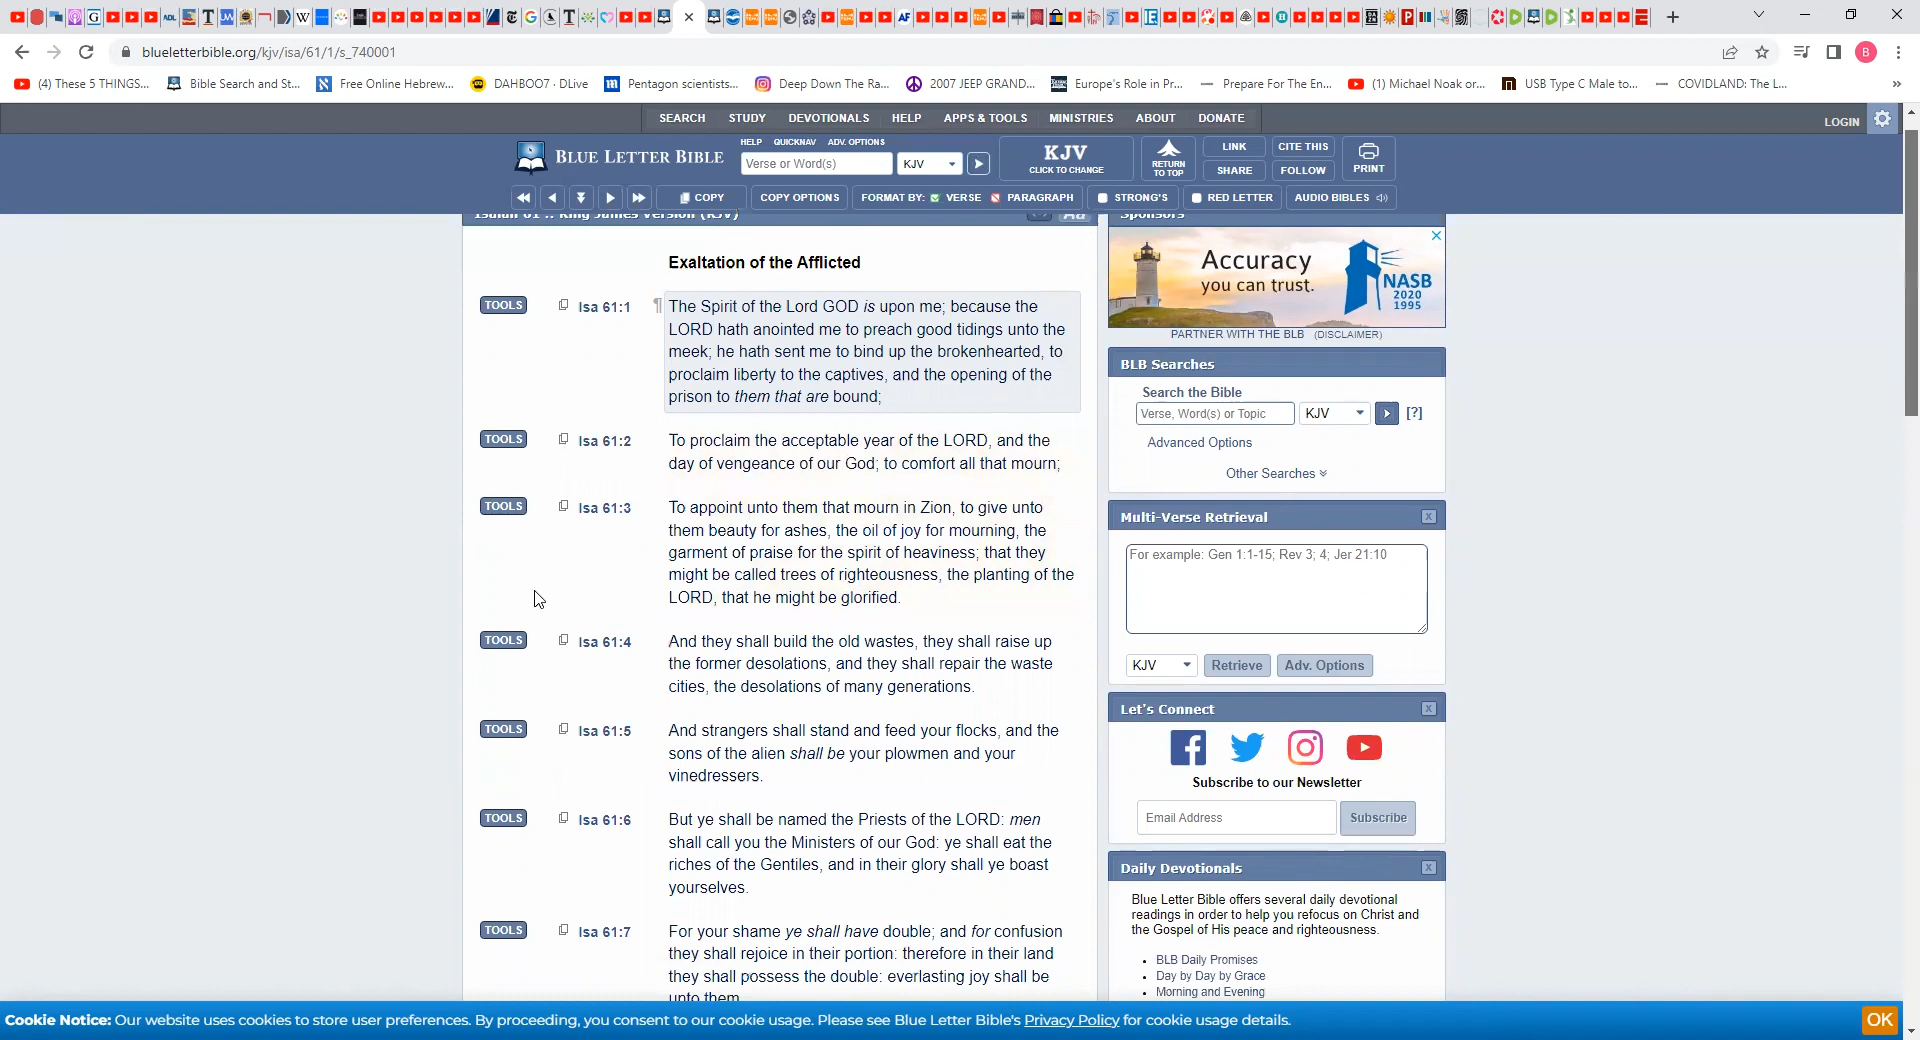 blueletterbible.org/kjv/isa/61/1/s_740001
(4) These 5 THINGS...
Bible Search and St...
Free Online Hebrew...
DAHBOO7 · DLive
Pentagon scientists...
Deep Down The Ra...
2007 JEEP GRAND...
Europe's Role in Pr...
Prepare For The En...
(1) Michael Noak or...
USB Type C Male to...
COVIDLAND: The L...
SEARCH STUDY DEVOTIONALS HELP APPS & TOOLS MINISTRIES ABOUT DONATE
LOGIN
BLUE LETTER BIBLE
HELP QUICKNAV ADV. OPTIONS
Verse or Word(s) KJV
KJV
CLICK TO CHANGE
RETURN
TO TOP
LINK
SHARE
CITE THIS
FOLLOW
PRINT
COPY COPY OPTIONS FORMAT BY: VERSE PARAGRAPH STRONG'S RED LETTER AUDIO BIBLES
Isaiah 61 :: King James Version (KJV)
Aa
Exaltation of the Afflicted
TOOLS Isa 61:1 ¶ The Spirit of the Lord GOD is upon me; because the
LORD hath anointed me to preach good tidings unto the
meek; he hath sent me to bind up the brokenhearted, to
proclaim liberty to the captives, and the opening of the
prison to them that are bound;
TOOLS Isa 61:2 To proclaim the acceptable year of the LORD, and the
day of vengeance of our God; to comfort all that mourn;
TOOLS Isa 61:3 To appoint unto them that mourn in Zion, to give unto
them beauty for ashes, the oil of joy for mourning, the
garment of praise for the spirit of heaviness; that they
might be called trees of righteousness, the planting of the
LORD, that he might be glorified.
TOOLS Isa 61:4 And they shall build the old wastes, they shall raise up
the former desolations, and they shall repair the waste
cities, the desolations of many generations.
TOOLS Isa 61:5 And strangers shall stand and feed your flocks, and the
sons of the alien shall be your plowmen and your
vinedressers.
TOOLS Isa 61:6 But ye shall be named the Priests of the LORD: men
shall call you the Ministers of our God: ye shall eat the
riches of the Gentiles, and in their glory shall ye boast
yourselves.
TOOLS Isa 61:7 For your shame ye shall have double; and for confusion
they shall rejoice in their portion: therefore in their land
they shall possess the double: everlasting joy shall be
unto them
Sponsors
Accuracy
you can trust.
NASB
2020
1995
PARTNER WITH THE BLB (DISCLAIMER)
BLB Searches
Search the Bible
Verse, Word(s) or Topic KJV [?]
Advanced Options
Other Searches
Multi-Verse Retrieval
For example: Gen 1:1-15; Rev 3; 4; Jer 21:10
KJV Retrieve Adv. Options
Let's Connect
Subscribe to our Newsletter
Email Address Subscribe
Daily Devotionals
Blue Letter Bible offers several daily devotional
readings in order to help you refocus on Christ and
the Gospel of His peace and righteousness.
BLB Daily Promises
Day by Day by Grace
Morning and Evening
Cookie Notice: Our website uses cookies to store user preferences. By proceeding, you consent to our cookie usage. Please see Blue Letter Bible's Privacy Policy for cookie usage details.
OK